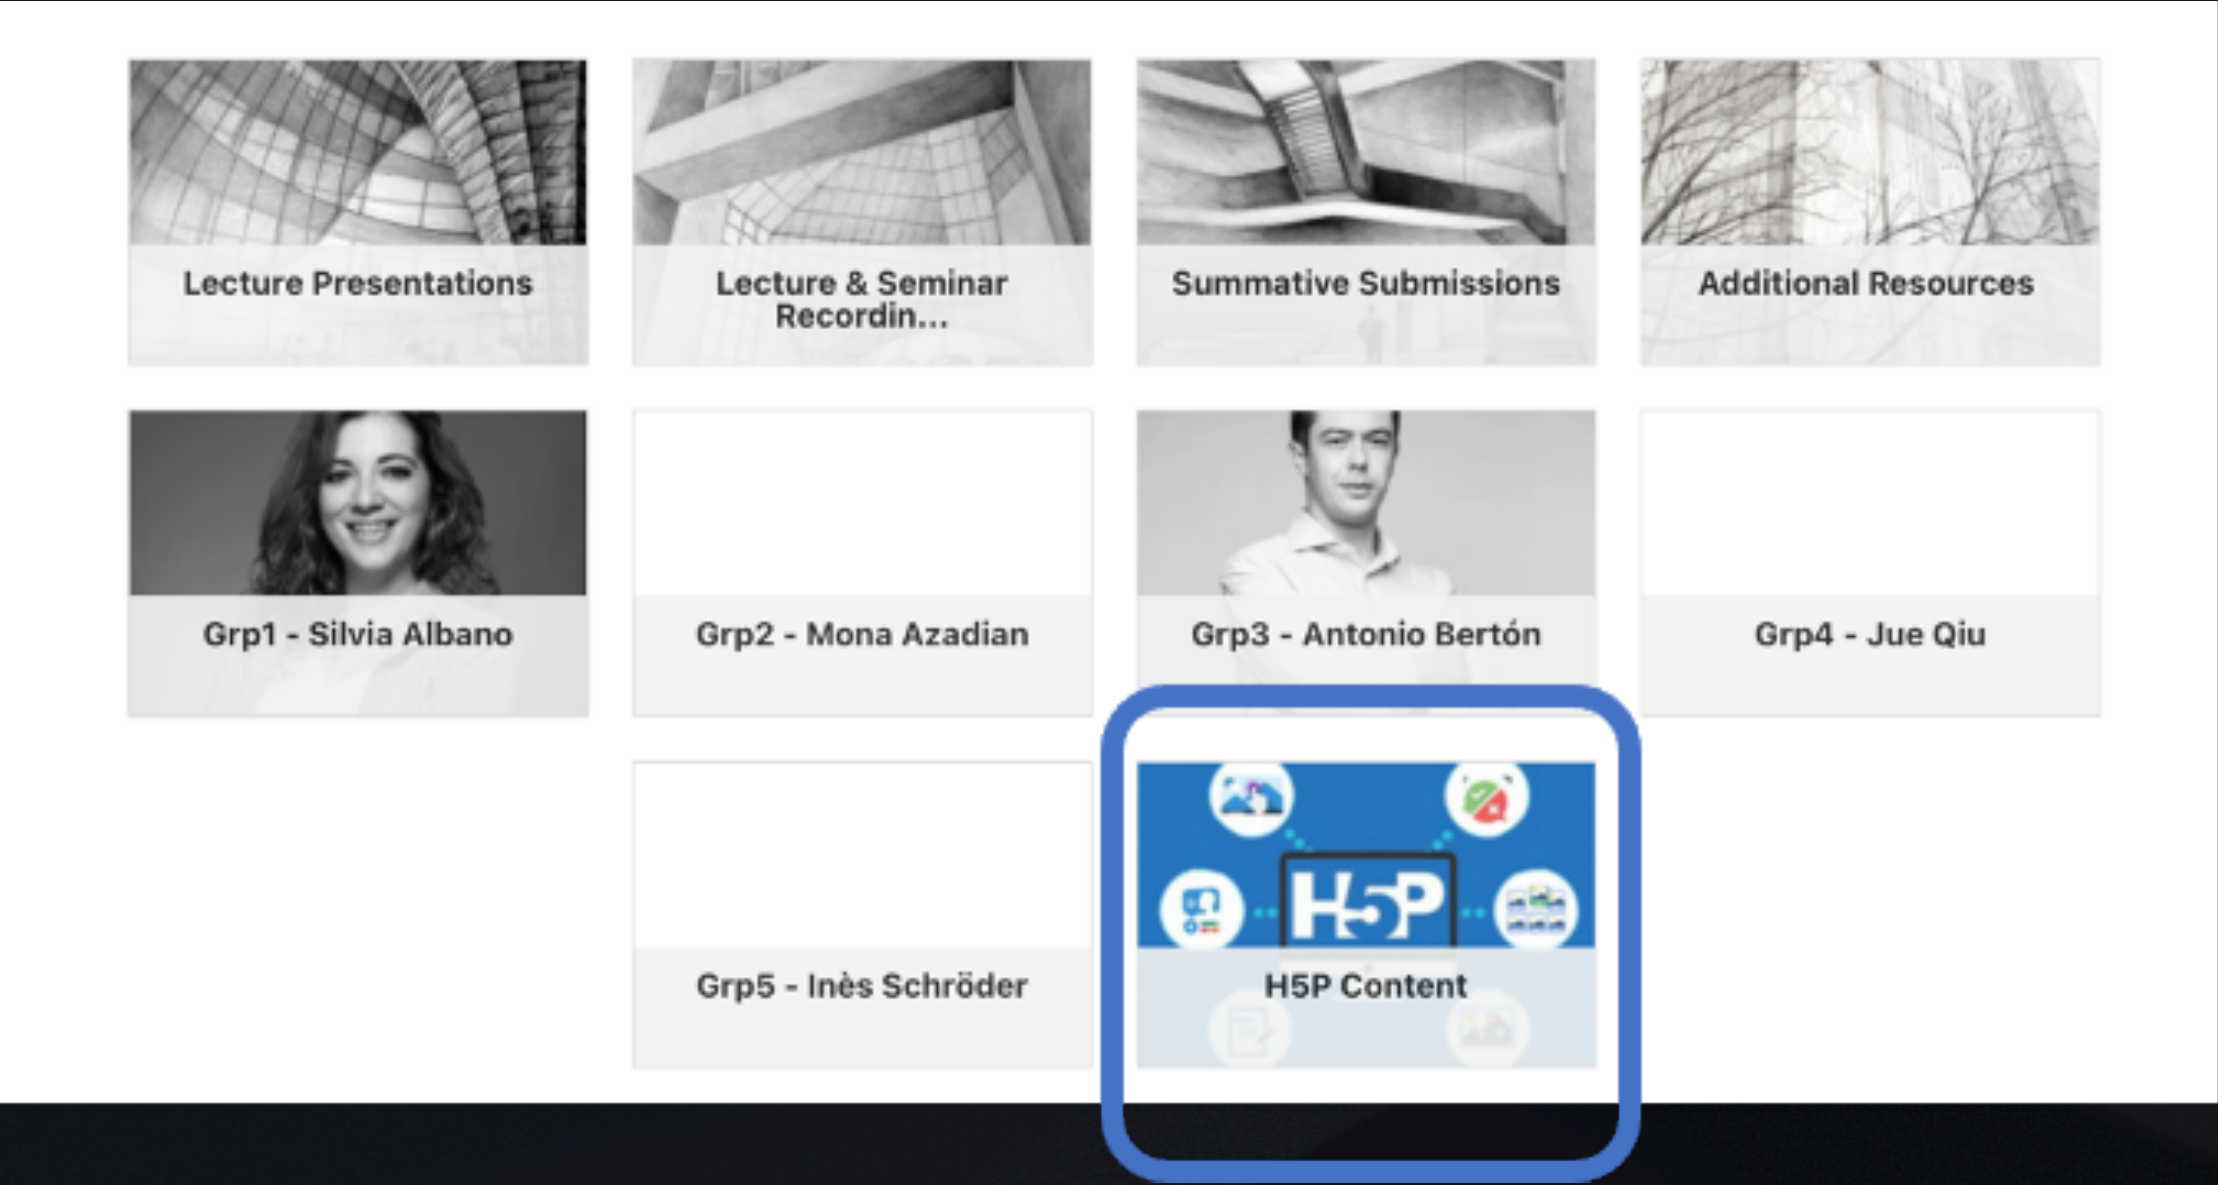 Lecture Presentations
Lecture & Seminar
Recordin...
Summative Submissions
Additional Resources
Grp1 - Silvia Albano
Grp2 - Mona Azadian
Grp3 - Antonio Bertón
Grp4 - Jue Qiu
Grp5 - Inès Schröder
H5P
H5P Content